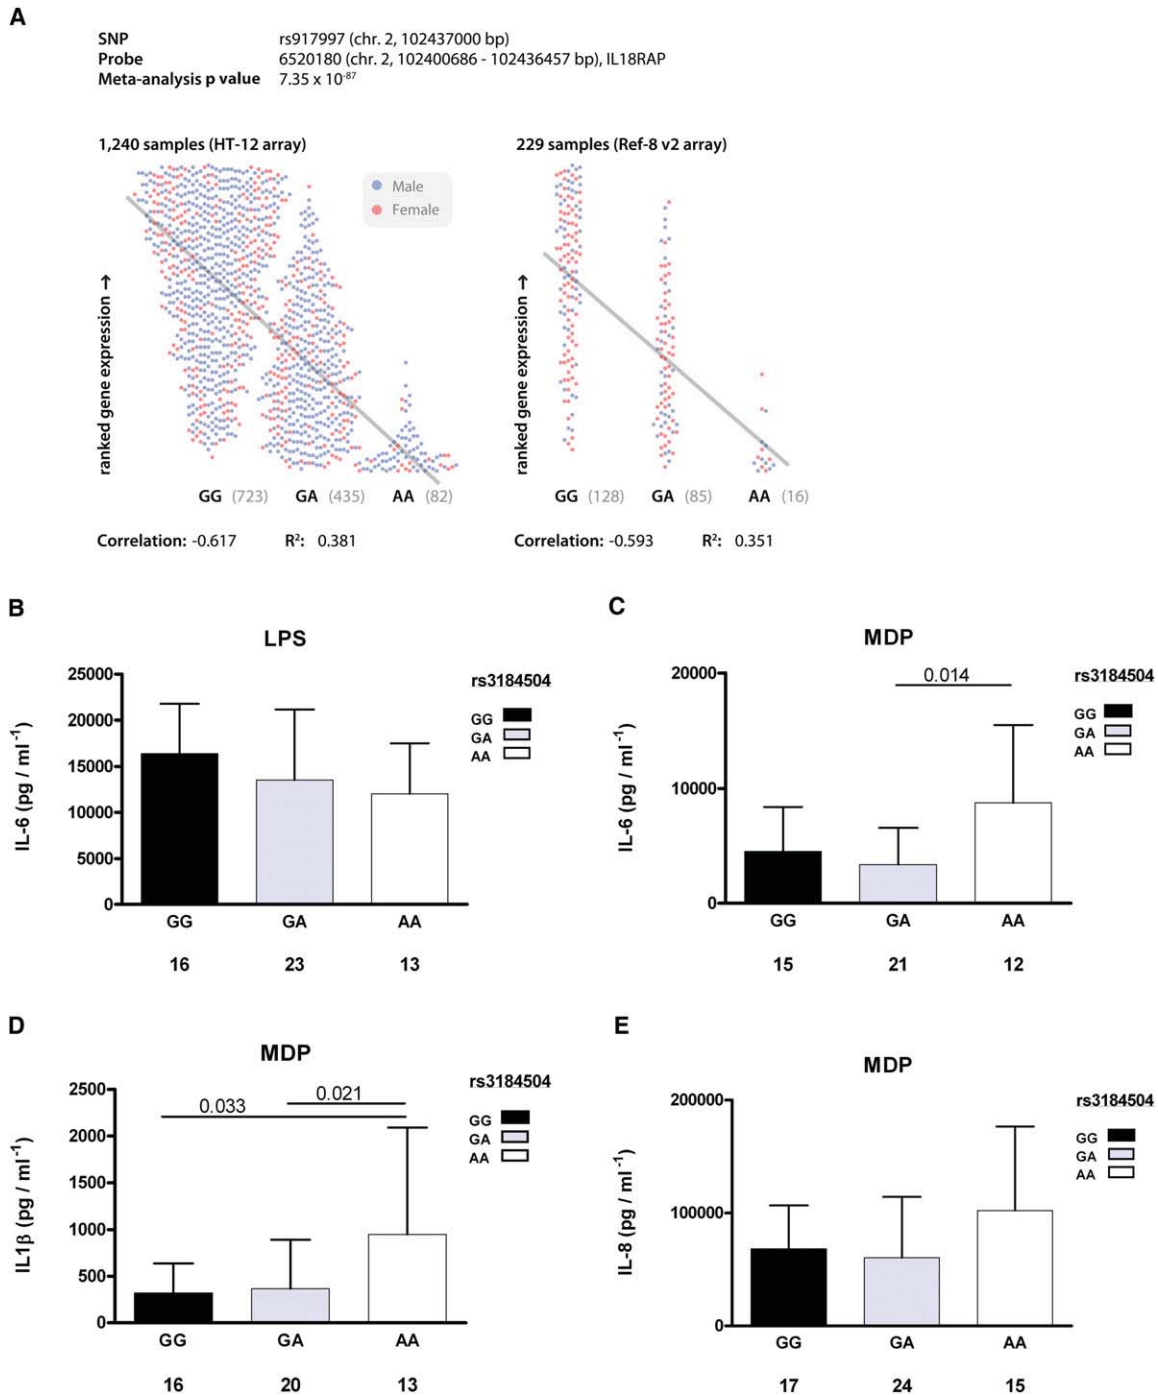 A
SNP rs917997 (chr. 2, 102437000 bp)
Probe 6520180 (chr. 2, 102400686 - 102436457 bp), IL18RAP
Meta-analysis p value 7.35 x 10⁻⁸⁷
1,240 samples (HT-12 array)
Male
Female
ranked gene expression →
GG (723) GA (435) AA (82)
Correlation: -0.617 R²: 0.381
229 samples (Ref-8 v2 array)
ranked gene expression →
GG (128) GA (85) AA (16)
Correlation: -0.593 R²: 0.351
B
LPS
IL-6 (pg / ml⁻¹)
25000
20000
15000
10000
5000
0
GG GA AA
16 23 13
rs3184504
GG
GA
AA
C
MDP
IL-6 (pg / ml⁻¹)
20000
10000
0
0.014
GG GA AA
15 21 12
rs3184504
GG
GA
AA
D
MDP
IL1β (pg / ml⁻¹)
2500
2000
1500
1000
500
0
0.033
0.021
GG GA AA
16 20 13
rs3184504
GG
GA
AA
E
MDP
IL-8 (pg / ml⁻¹)
200000
100000
0
GG GA AA
17 24 15
rs3184504
GG
GA
AA